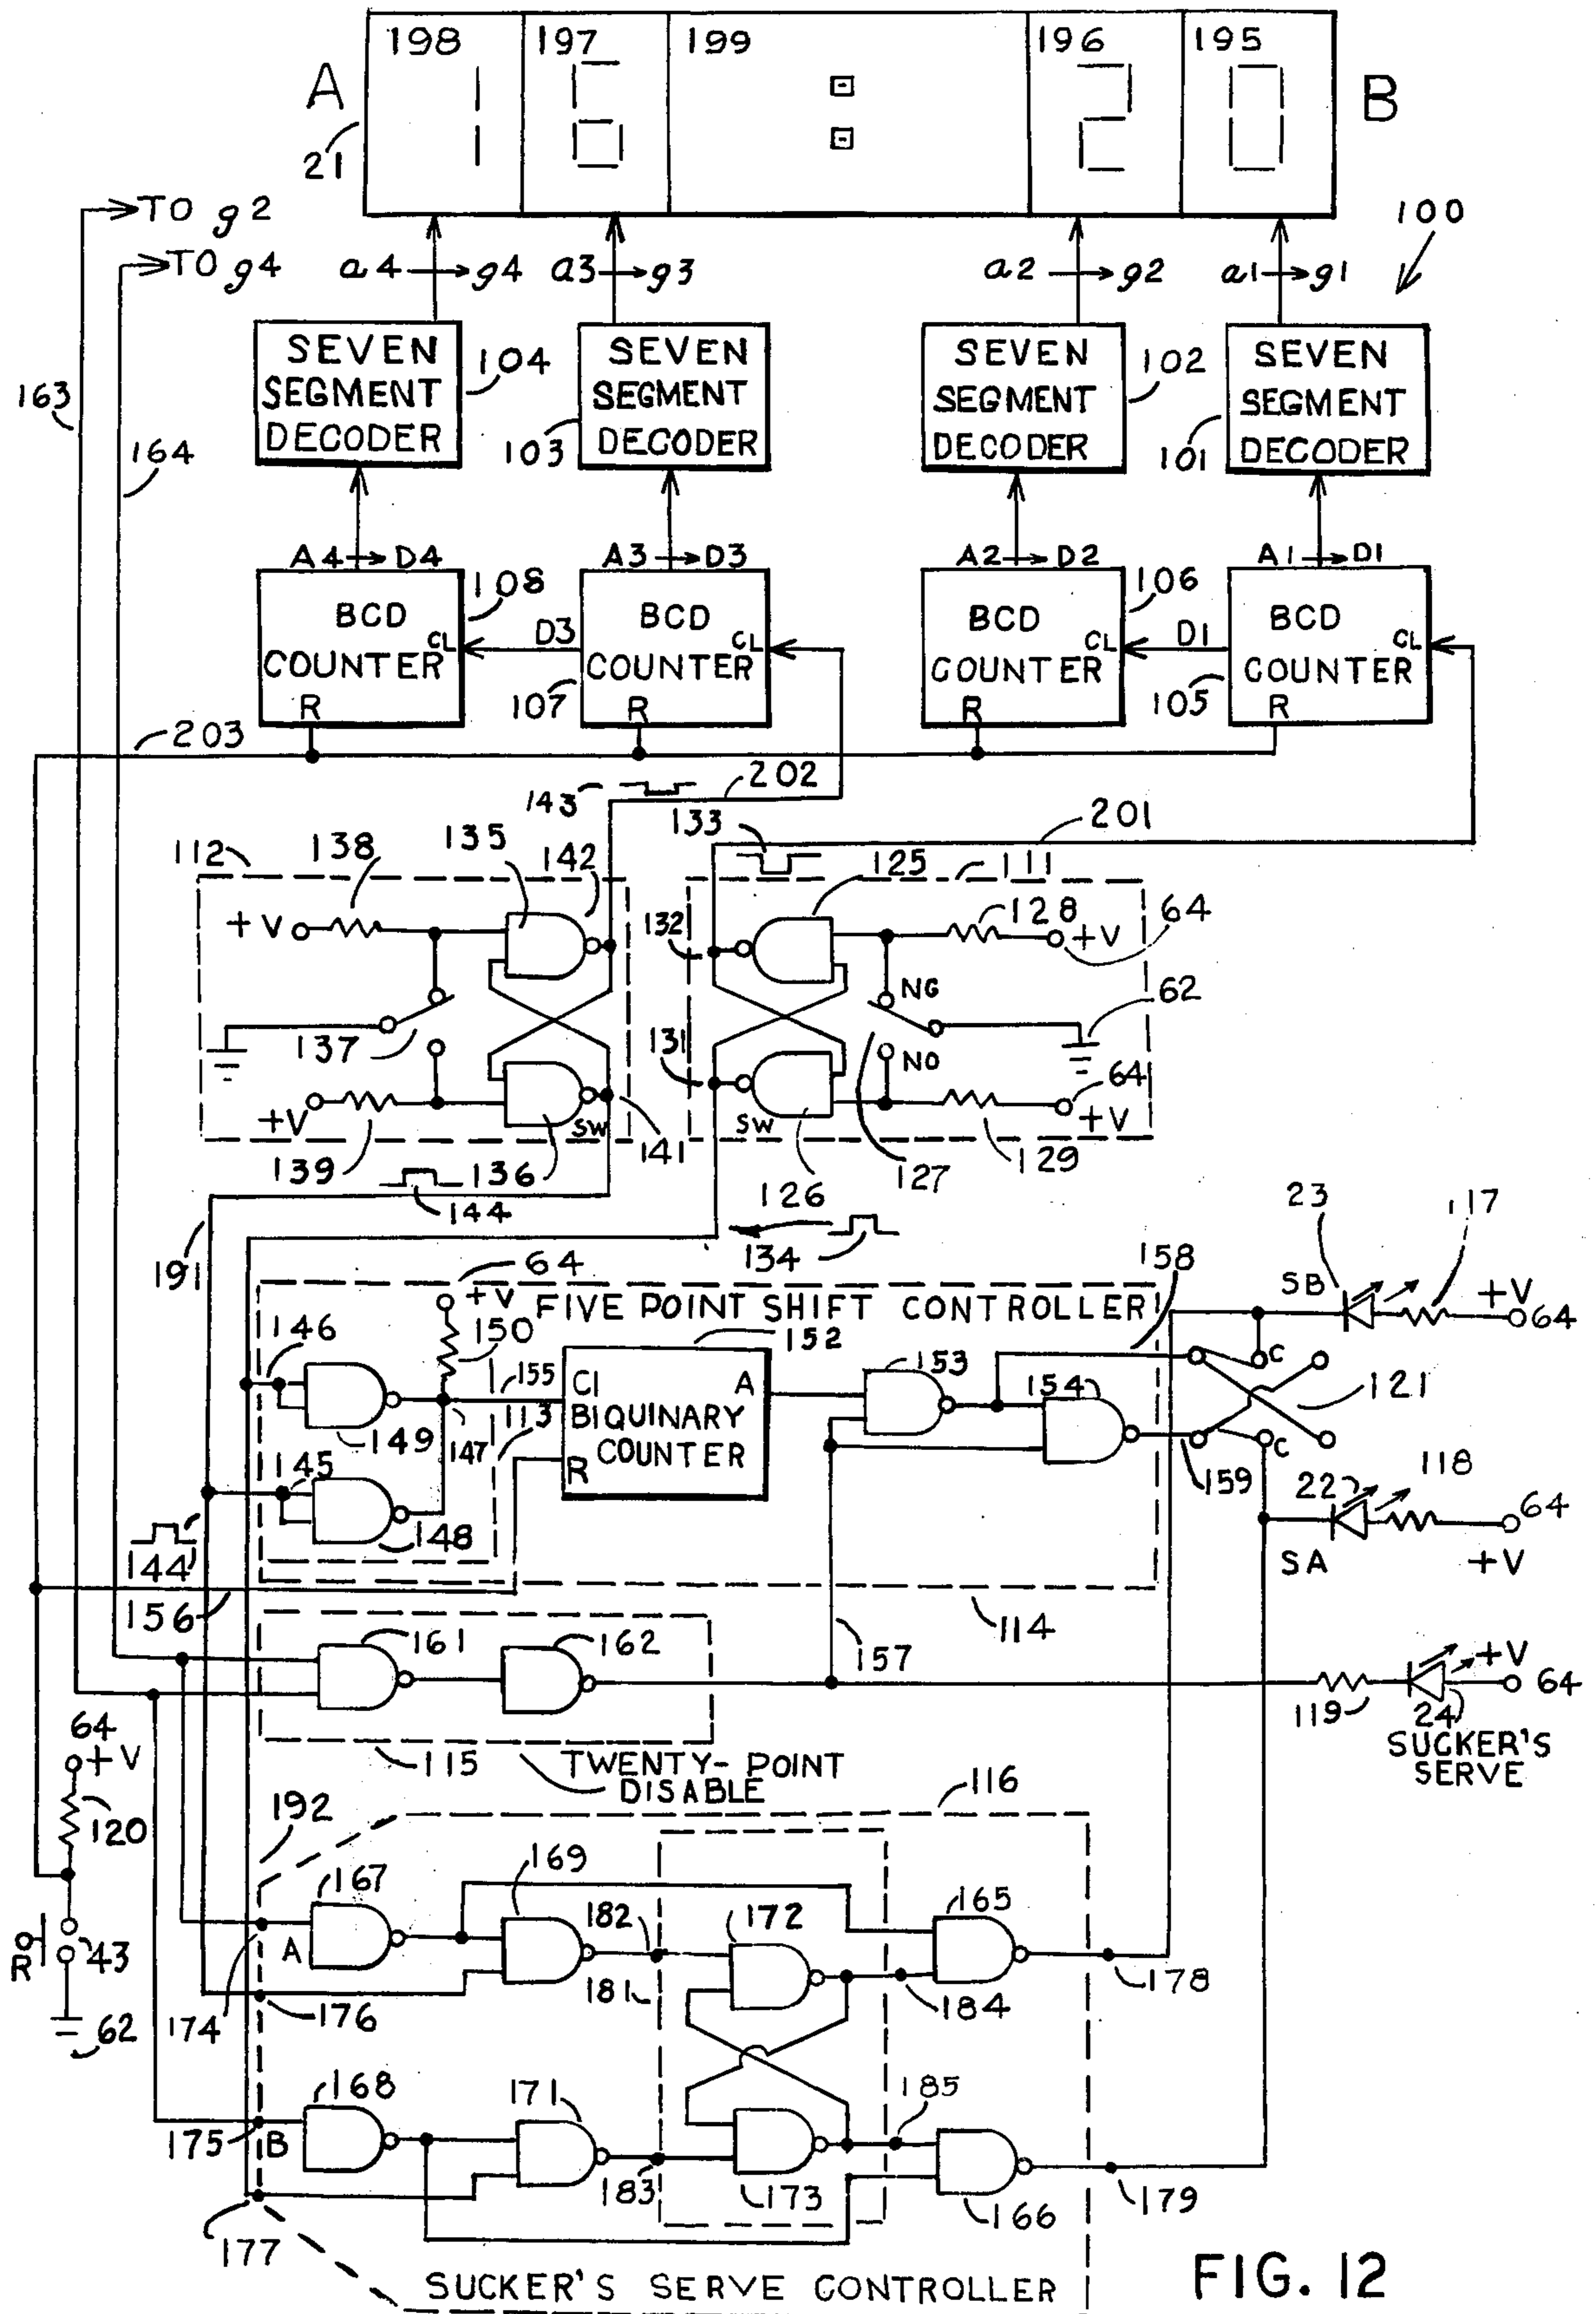 198 197 199 196 195
A 1 6 : 2 0 B
21
TO g2
TO g4
100
a4 g4 a3 g3 a2 g2 a1 g1
SEVEN SEGMENT DECODER 104
SEVEN SEGMENT DECODER 103
SEVEN SEGMENT DECODER 102
SEVEN SEGMENT DECODER 101
163
164
A4 D4 A3 D3 A2 D2 A1 D1
BCD COUNTER CL R 108
D3
BCD COUNTER CL R 107
BCD COUNTER CL R 106
D1
BCD COUNTER CL R 105
203
143 202
133 201
112 138 135 142
125 111
+V
132 128 64
+V
NG
62
137
131 NO
64
+V
SW
SW
+V
139 136 141
126 127 129
144
134
191
23 117
158
64
SB
+V
+V FIVE POINT SHIFT CONTROLLER
64
146 150 152
155
153
CI A
C
113 BIQUINARY COUNTER
154
121
149 147
145
R
C
159
118
148
22
64
144
SA
+V
156
114
161 162
157
+V
64
119 24
64
SUCKER'S SERVE
+V
115
TWENTY-POINT DISABLE
116
120
192
167 169
165
182 172
43
R
A
181
184
178
62
174 176
168 171
185
175 B
183 173
166
179
177
SUCKER'S SERVE CONTROLLER
FIG. 12